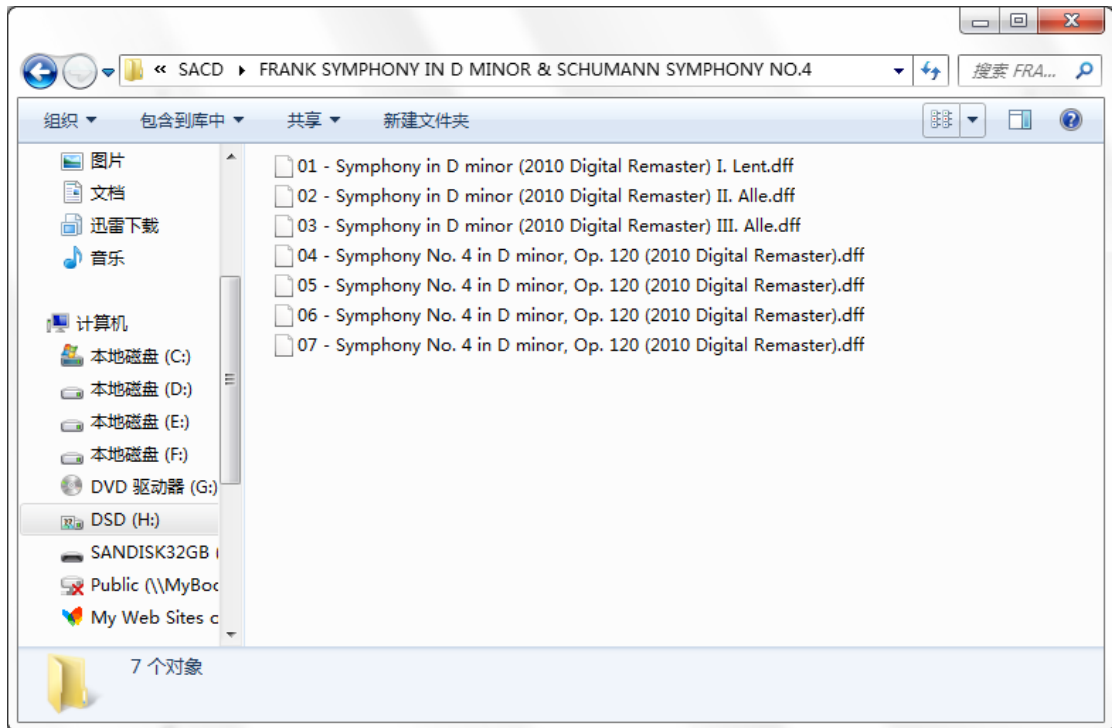 « SACD ▸ FRANK SYMPHONY IN D MINOR & SCHUMANN SYMPHONY NO.4
搜索 FRA...
组织 包含到库中 共享 新建文件夹
图片
文档
迅雷下载
音乐
计算机
本地磁盘 (C:)
本地磁盘 (D:)
本地磁盘 (E:)
本地磁盘 (F:)
DVD 驱动器 (G:)
DSD (H:)
SANDISK32GB (
Public (\\MyBoc
My Web Sites c
01 - Symphony in D minor (2010 Digital Remaster) I. Lent.dff
02 - Symphony in D minor (2010 Digital Remaster) II. Alle.dff
03 - Symphony in D minor (2010 Digital Remaster) III. Alle.dff
04 - Symphony No. 4 in D minor, Op. 120 (2010 Digital Remaster).dff
05 - Symphony No. 4 in D minor, Op. 120 (2010 Digital Remaster).dff
06 - Symphony No. 4 in D minor, Op. 120 (2010 Digital Remaster).dff
07 - Symphony No. 4 in D minor, Op. 120 (2010 Digital Remaster).dff
7 个对象